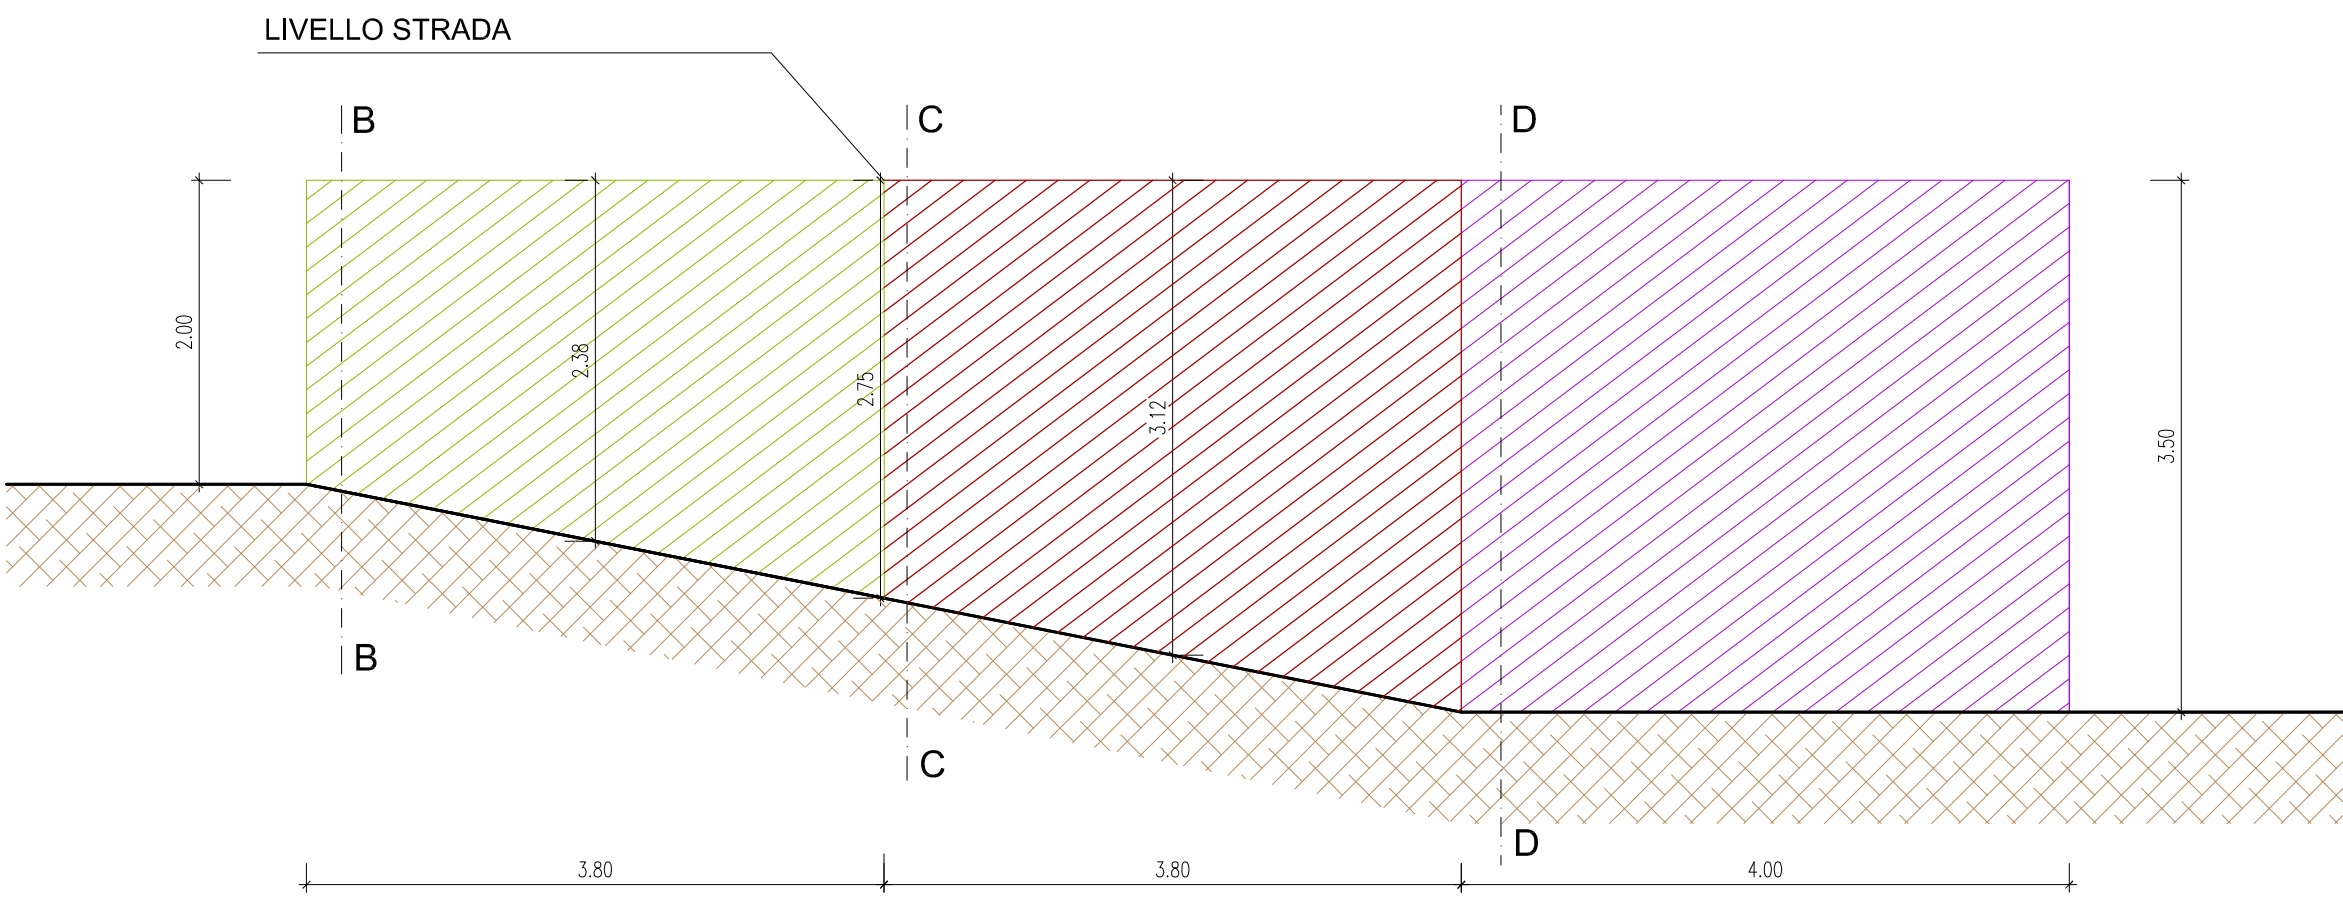 LIVELLO STRADA
B
C
D
2.00
2.38
2.75
3.12
3.50
B
C
D
3.80
3.80
4.00